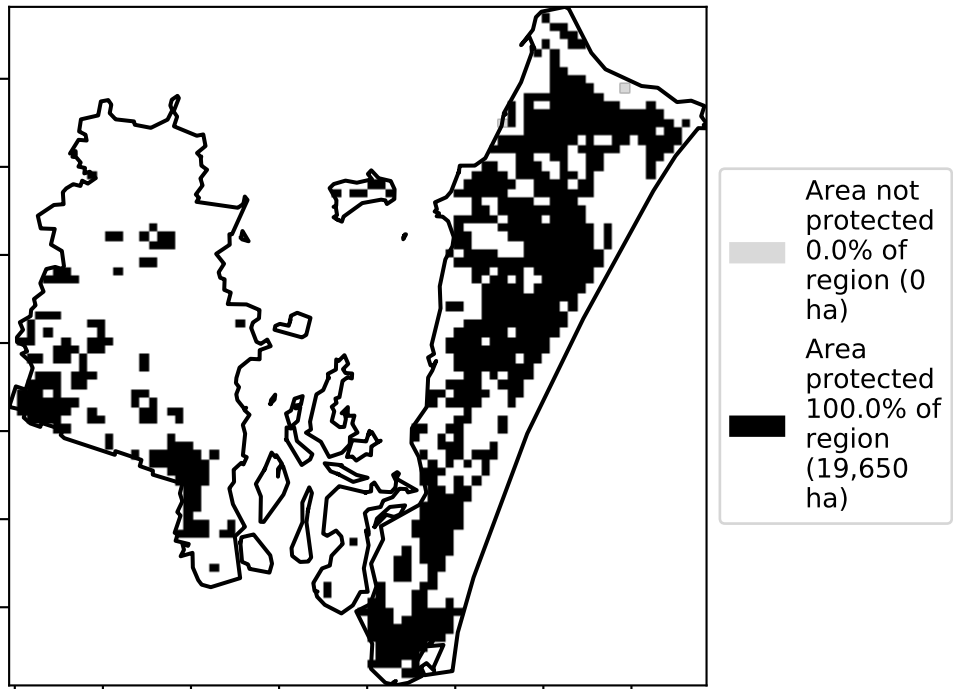 Area not
protected
0.0% of
region (0
ha)
Area
protected
100.0% of
region
(19,650
ha)